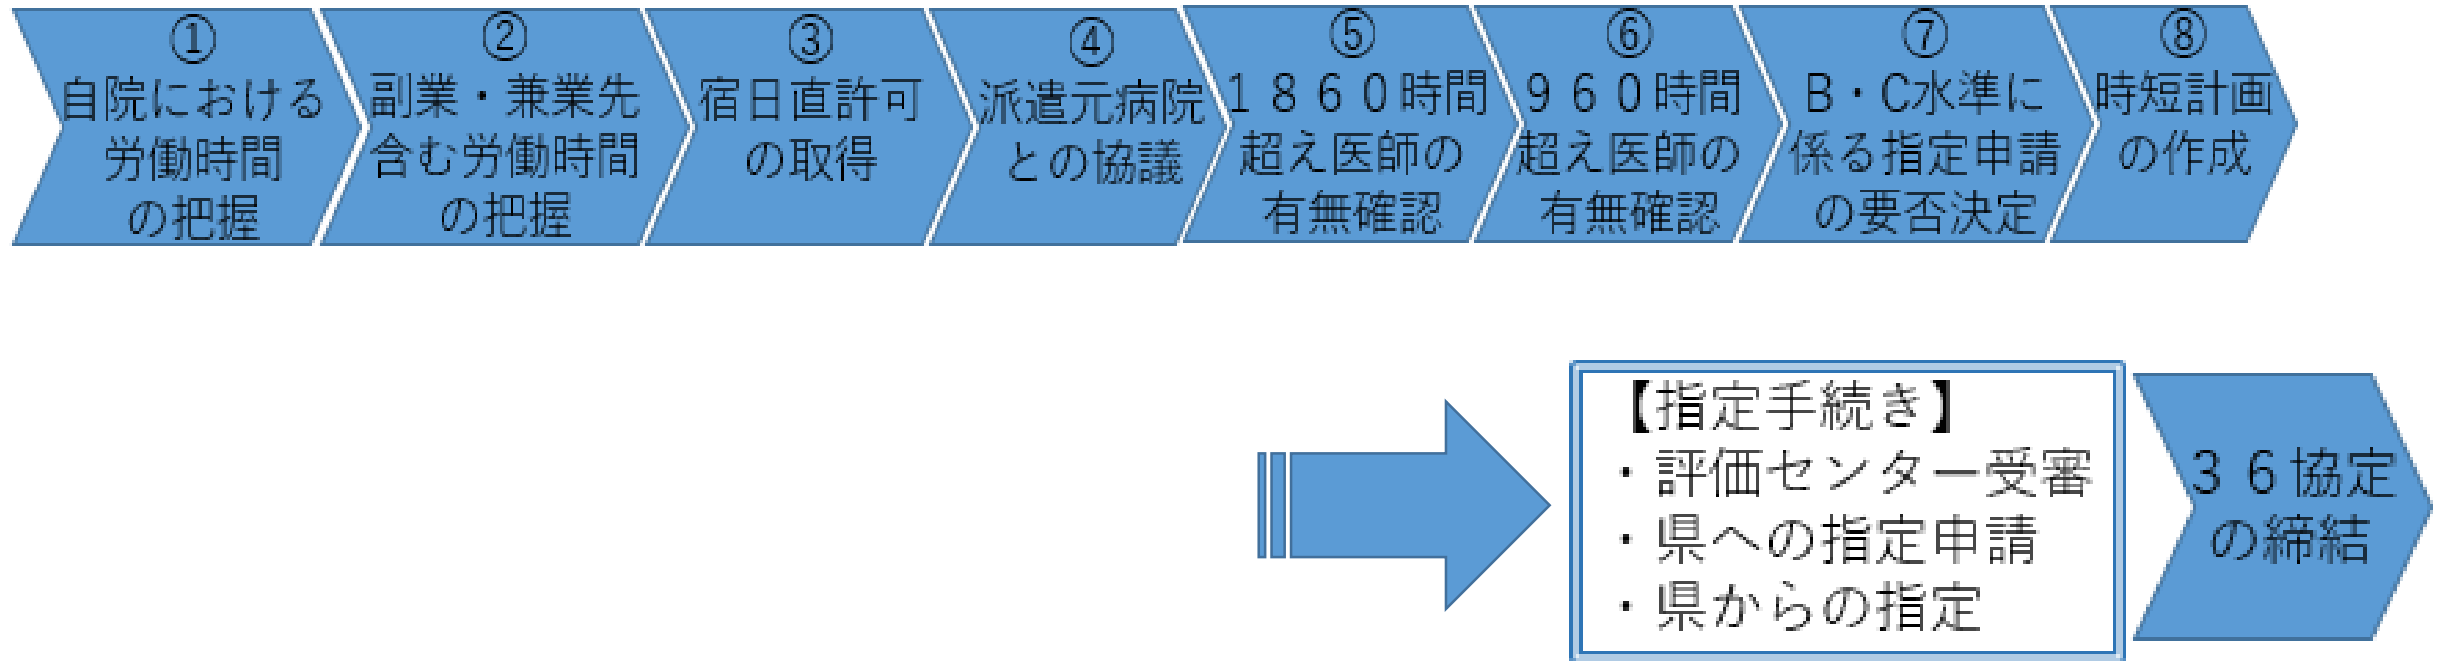 ①
自院における
労働時間
の把握
②
副業・兼業先
含む労働時間
の把握
③
宿日直許可
の取得
④
派遣元病院
との協議
⑤
１８６０時間
超え医師の
有無確認
⑥
９６０時間
超え医師の
有無確認
⑦
B・C水準に
係る指定申請
の要否決定
⑧
時短計画
の作成
【指定手続き】
・評価センター受審
・県への指定申請
・県からの指定
３６協定
の締結